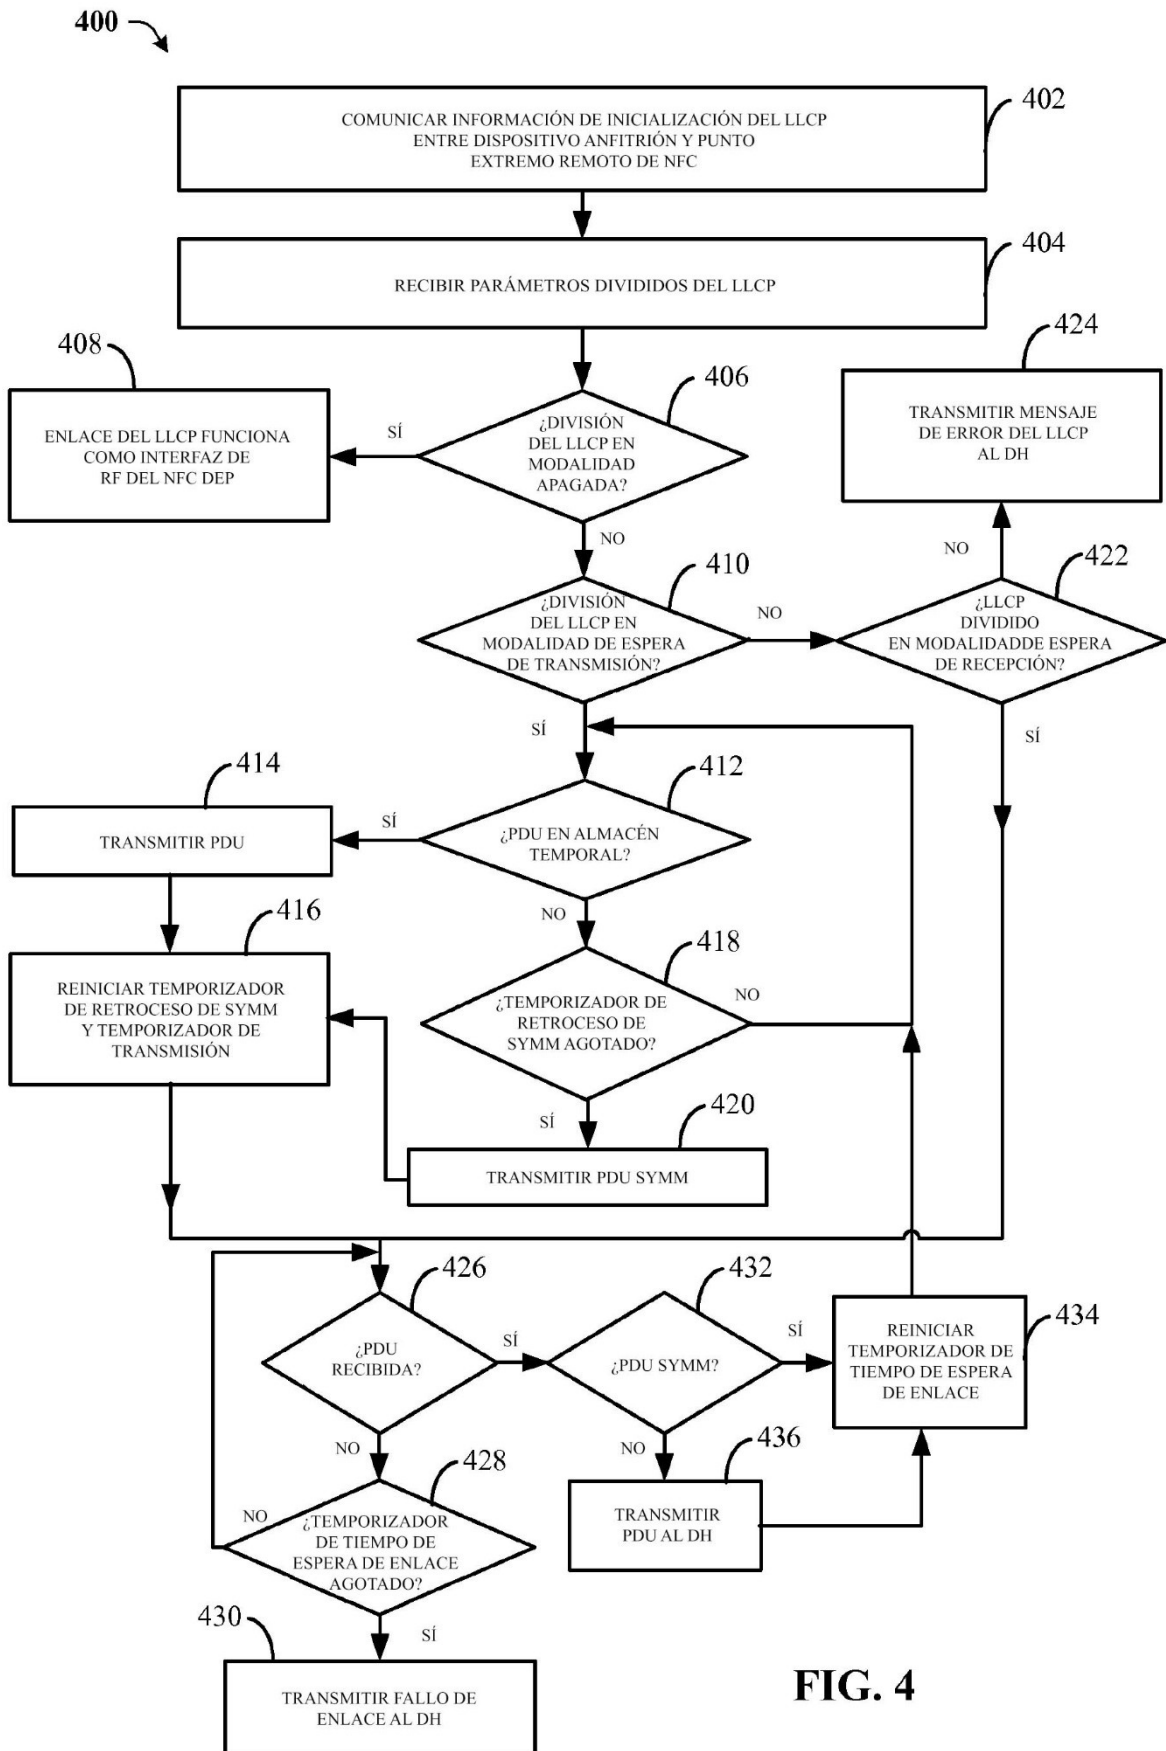 400
402
COMUNICAR INFORMACIÓN DE INICIALIZACIÓN DEL LLCP
ENTRE DISPOSITIVO ANFITRIÓN Y PUNTO
EXTREMO REMOTO DE NFC
404
RECIBIR PARÁMETROS DIVIDIDOS DEL LLCP
408
ENLACE DEL LLCP FUNCIONA
COMO INTERFAZ DE
RF DEL NFC DEP
SÍ
406
¿DIVISIÓN
DEL LLCP EN
MODALIDAD
APAGADA?
NO
424
TRANSMITIR MENSAJE
DE ERROR DEL LLCP
AL DH
NO
410
¿DIVISIÓN
DEL LLCP EN
MODALIDAD DE ESPERA
DE TRANSMISIÓN?
NO
SÍ
422
¿LLCP
DIVIDIDO
EN MODALIDADDE ESPERA
DE RECEPCIÓN?
SÍ
414
TRANSMITIR PDU
SÍ
412
¿PDU EN ALMACÉN
TEMPORAL?
NO
416
REINICIAR TEMPORIZADOR
DE RETROCESO DE SYMM
Y TEMPORIZADOR DE
TRANSMISIÓN
418
¿TEMPORIZADOR DE
RETROCESO DE
SYMM AGOTADO?
NO
SÍ
420
TRANSMITIR PDU SYMM
426
¿PDU
RECIBIDA?
SÍ
NO
432
¿PDU SYMM?
SÍ
NO
434
REINICIAR
TEMPORIZADOR DE
TIEMPO DE ESPERA
DE ENLACE
436
TRANSMITIR
PDU AL DH
428
NO
¿TEMPORIZADOR
DE TIEMPO DE
ESPERA DE ENLACE
AGOTADO?
SÍ
430
TRANSMITIR FALLO DE
ENLACE AL DH
FIG. 4